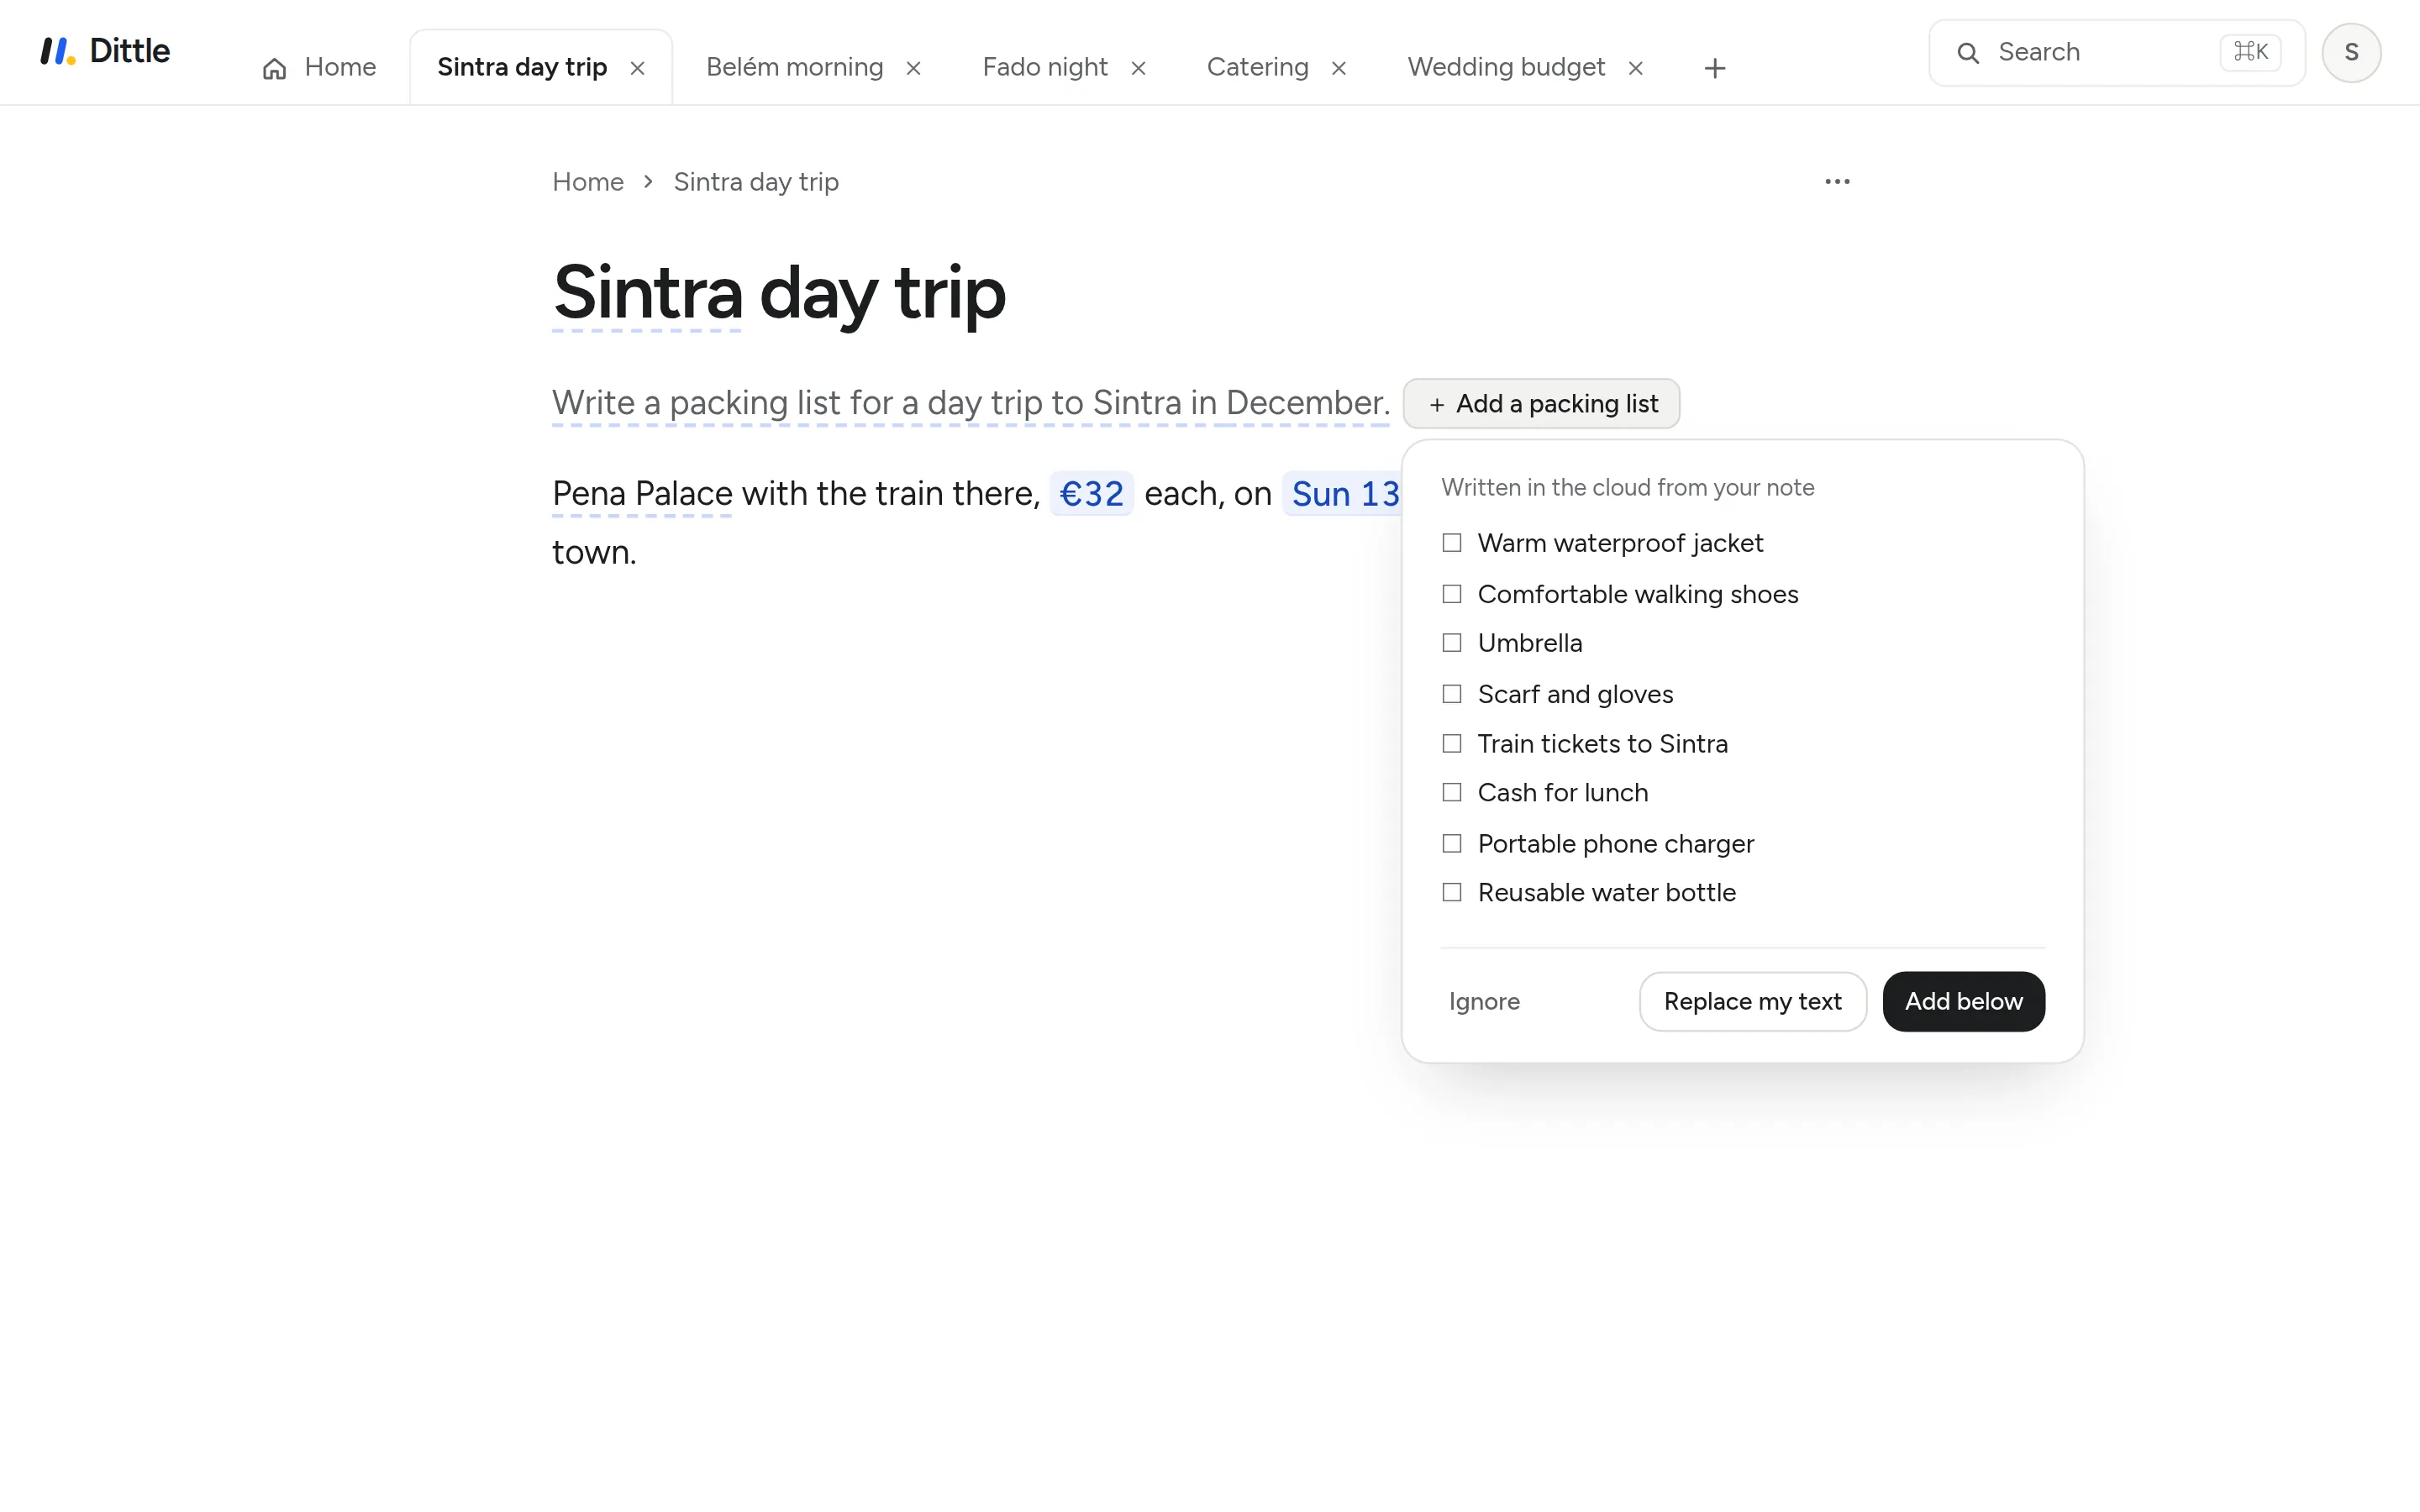 Dittle
Home
Sintra day trip
Belém morning
Fado night
Catering
Wedding budget
Search
⌘K
S
Home > Sintra day trip
Sintra day trip
Write a packing list for a day trip to Sintra in December. + Add a packing list
Pena Palace with the train there, €32 each, on Sun 13
town.
Written in the cloud from your note
Warm waterproof jacket
Comfortable walking shoes
Umbrella
Scarf and gloves
Train tickets to Sintra
Cash for lunch
Portable phone charger
Reusable water bottle
Ignore
Replace my text
Add below